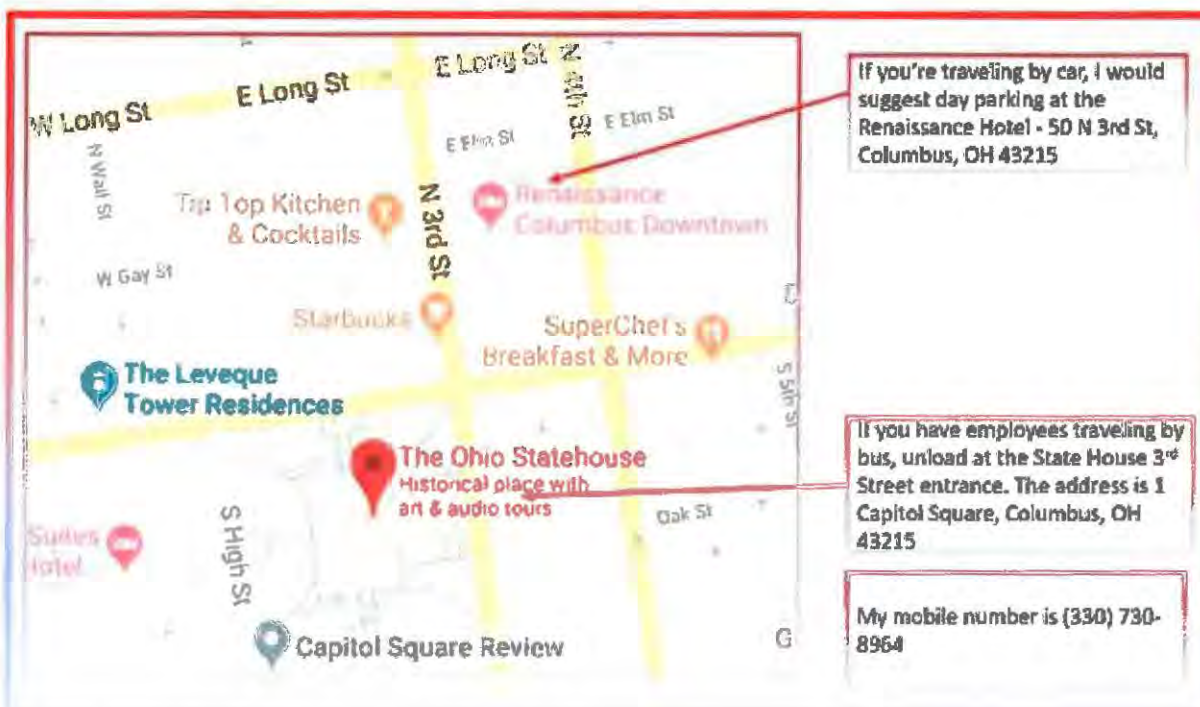 E Long St
N 4th St
W Long St
E Long St
E Elm St
E Elm St
N Wall St
Tip Top Kitchen
& Cocktails
N 3rd St
Renaissance
Columbus Downtown
W Gay St
Starbucks
SuperChef's
Breakfast & More
The Leveque
Tower Residences
S 5th St
The Ohio Statehouse
Historical place with
art & audio tours
Oak St
S High St
Suites
Hotel
Capitol Square Review
G
If you're traveling by car, I would
suggest day parking at the
Renaissance Hotel - 50 N 3rd St,
Columbus, OH 43215
If you have employees traveling by
bus, unload at the State House 3rd
Street entrance. The address is 1
Capitol Square, Columbus, OH
43215
My mobile number is (330) 730-
8964